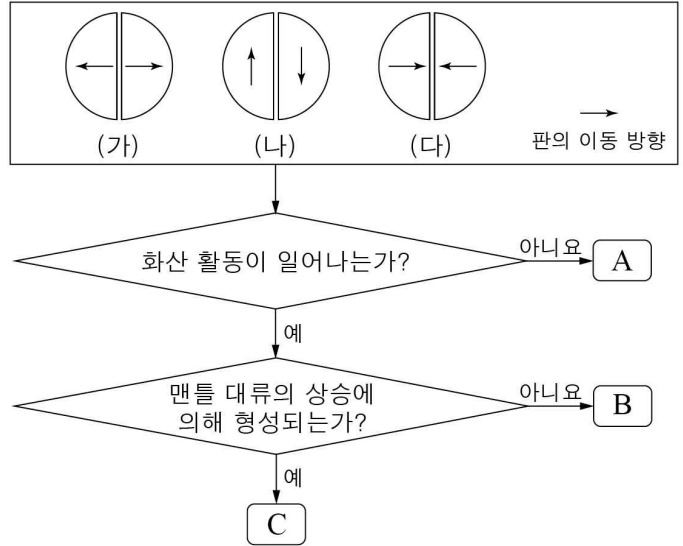 (가) (나) (다)
판의 이동 방향
화산 활동이 일어나는가?
아니요
A
예
맨틀 대류의 상승에
의해 형성되는가?
아니요
B
예
C